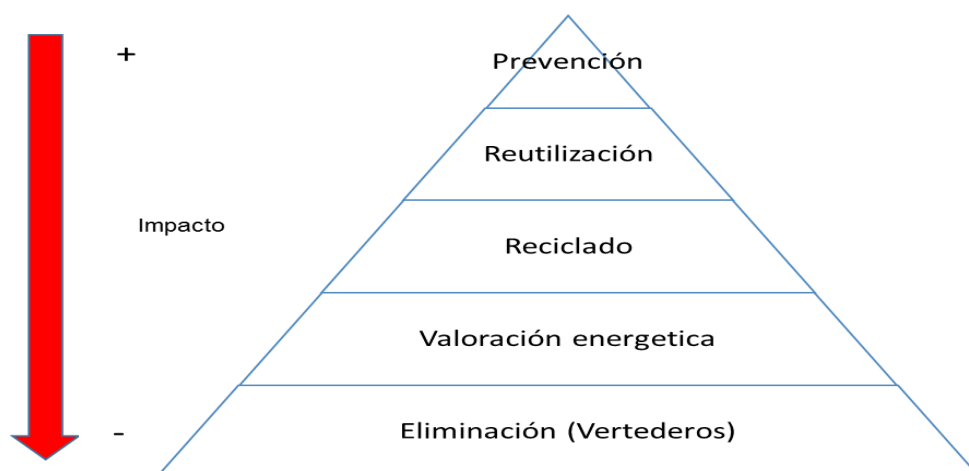 +
Prevención
Reutilización
Impacto
Reciclado
Valoración energetica
-
Eliminación (Vertederos)